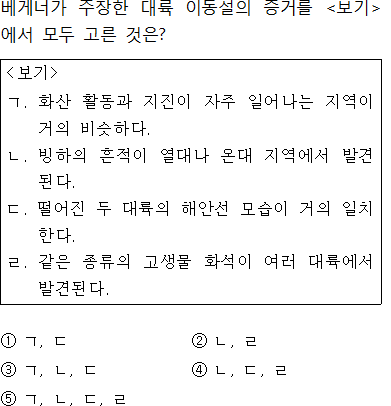 베게너가 주장한 대륙 이동설의 증거를 <보기>
에서 모두 고른 것은?
<보기>
ㄱ. 화산 활동과 지진이 자주 일어나는 지역이
거의 비슷하다.
ㄴ. 빙하의 흔적이 열대나 온대 지역에서 발견
된다.
ㄷ. 떨어진 두 대륙의 해안선 모습이 거의 일치
한다.
ㄹ. 같은 종류의 고생물 화석이 여러 대륙에서
발견된다.
① ㄱ, ㄷ ② ㄴ, ㄹ
③ ㄱ, ㄴ, ㄷ ④ ㄴ, ㄷ, ㄹ
⑤ ㄱ, ㄴ, ㄷ, ㄹ